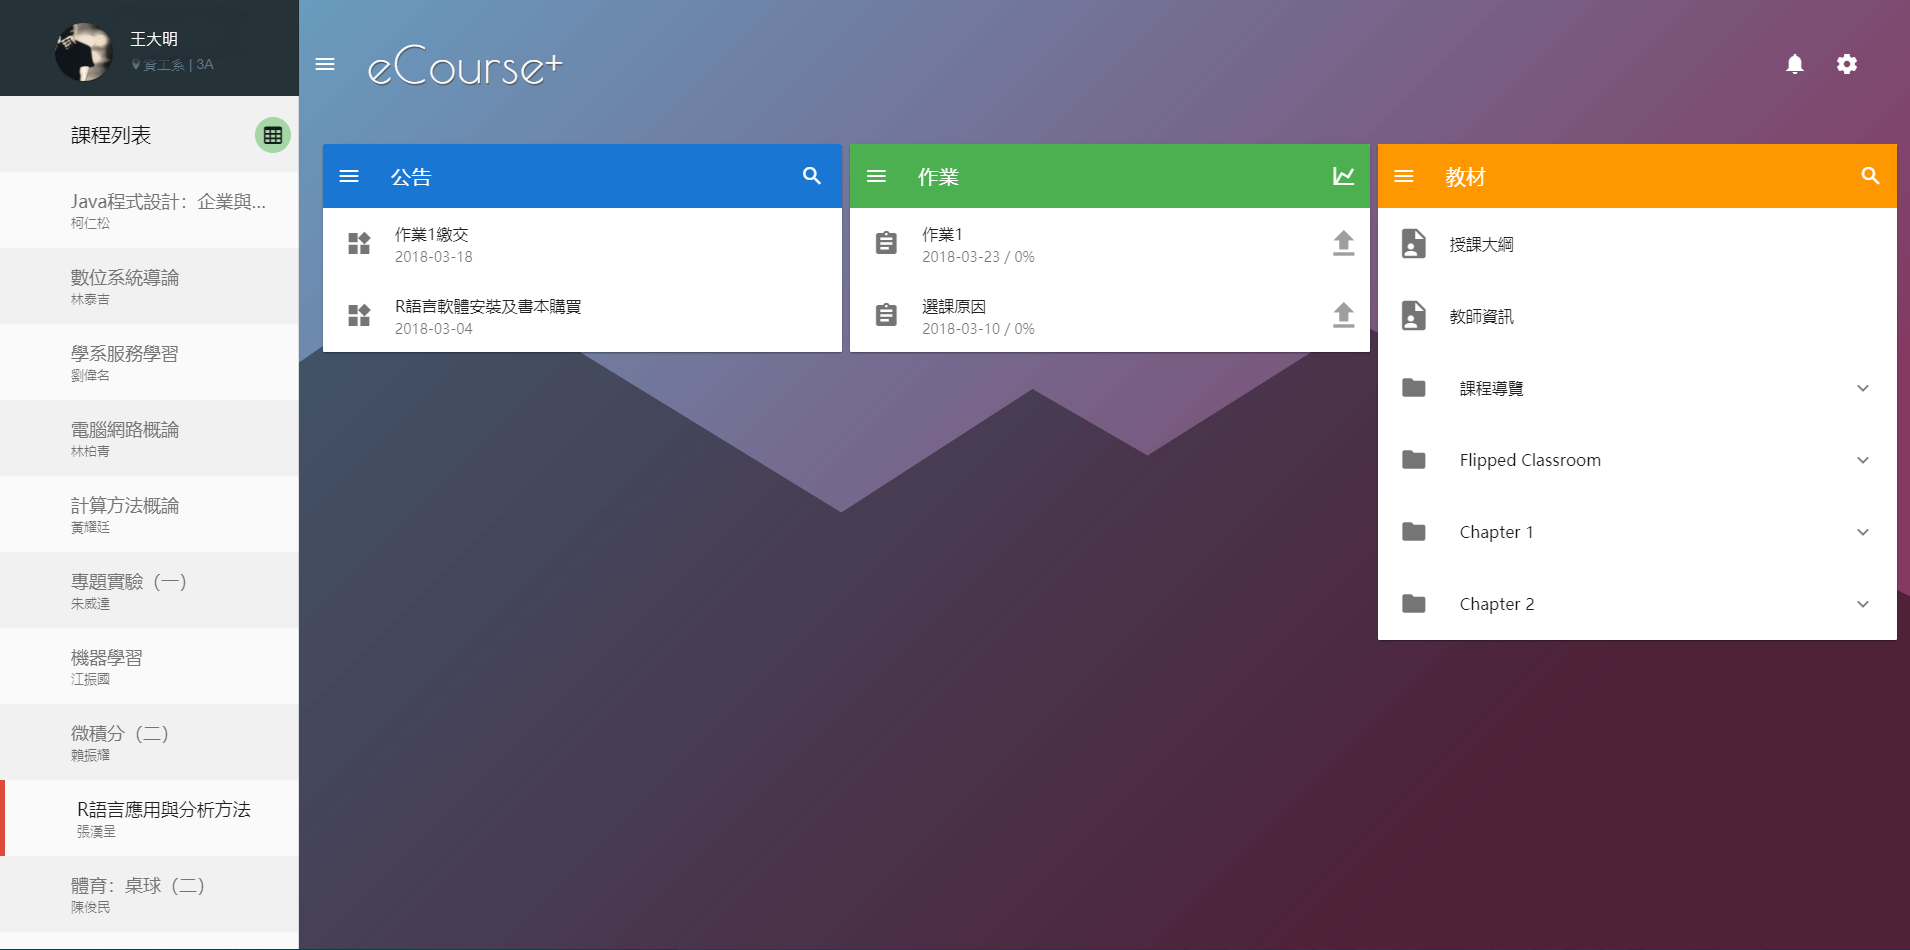 王大明
資工系 | 3A
課程列表
Java程式設計：企業與...
柯仁松
數位系統導論
林泰吉
學系服務學習
劉偉名
電腦網路概論
林柏青
計算方法概論
黃耀廷
專題實驗（一）
朱威達
機器學習
江振國
微積分（二）
賴振耀
R語言應用與分析方法
張漢呈
體育：桌球（二）
陳俊民
eCourse+
公告
作業1繳交
2018-03-18
R語言軟體安裝及書本購買
2018-03-04
作業
作業1
2018-03-23 / 0%
選課原因
2018-03-10 / 0%
教材
授課大綱
教師資訊
課程導覽
Flipped Classroom
Chapter 1
Chapter 2